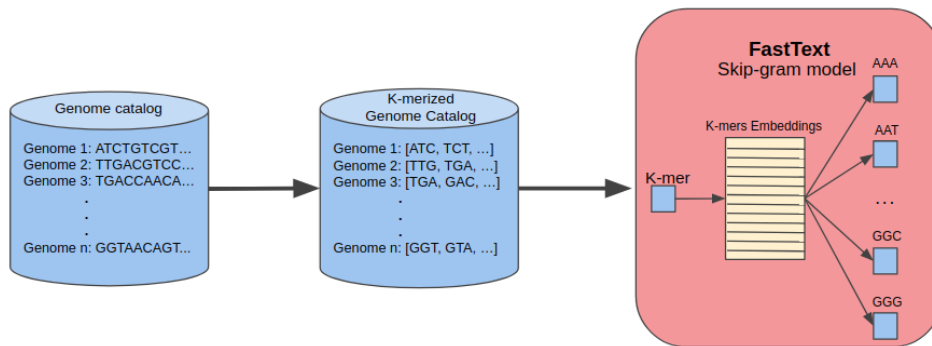 Genome catalog
Genome 1: ATCTGTCGT...
Genome 2: TTGACGTCC...
Genome 3: TGACCAACA...
.
.
.
Genome n: GGTAACAGT...
K-merized
Genome Catalog
Genome 1: [ATC, TCT, ...]
Genome 2: [TTG, TGA, ...]
Genome 3: [TGA, GAC, ...]
.
.
.
Genome n: [GGT, GTA, ...]
FastText
Skip-gram model
K-mer
K-mers Embeddings
AAA
AAT
...
GGC
GGG